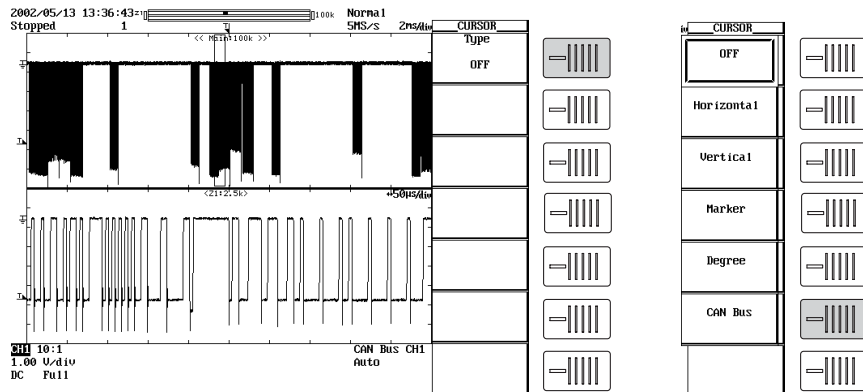 2002/05/13 13:36:43 100k Normal
Stopped 1 5MS/s 2ms/div
<< Main:100k >>
<Z1:2.5k> 50µs/div
CH1 10:1
1.00 V/div
DC Full
CAN Bus CH1
Auto
CURSOR
Type
OFF
CURSOR
OFF
Horizontal
Vertical
Marker
Degree
CAN Bus